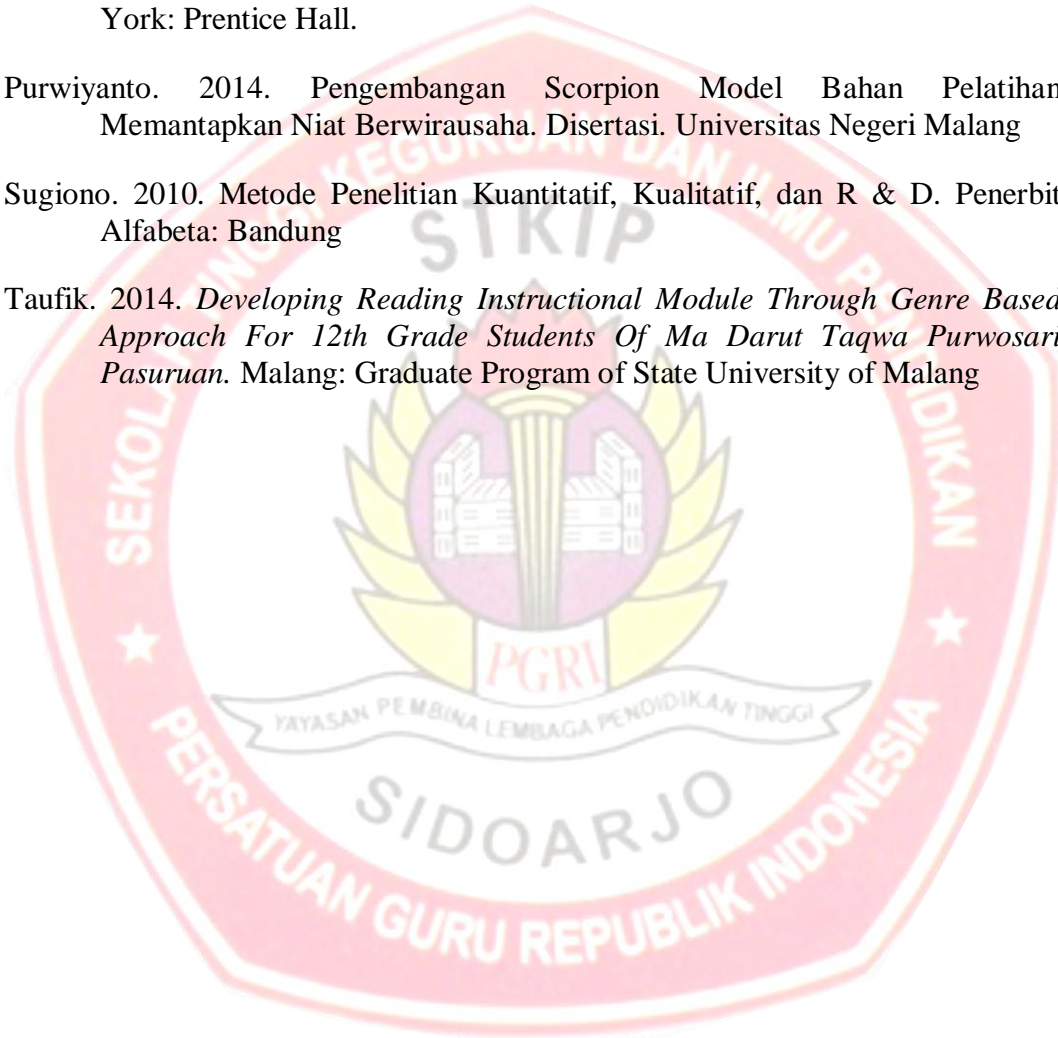 York: Prentice Hall.
Purwiyanto. 2014. Pengembangan Scorpion Model Bahan Pelatihan
Memantapkan Niat Berwirausaha. Disertasi. Universitas Negeri Malang
Sugiono. 2010. Metode Penelitian Kuantitatif, Kualitatif, dan R & D. Penerbit
Alfabeta: Bandung
Taufik. 2014. Developing Reading Instructional Module Through Genre Based
Approach For 12th Grade Students Of Ma Darut Taqwa Purwosari
Pasuruan. Malang: Graduate Program of State University of Malang
SEKOLAH TINGGI KEGURUAN DAN ILMU PENDIDIKAN
STKIP
PGRI
YAYASAN PEMBINA LEMBAGA PENDIDIKAN TINGGI
SIDOARJO
PERSATUAN GURU REPUBLIK INDONESIA